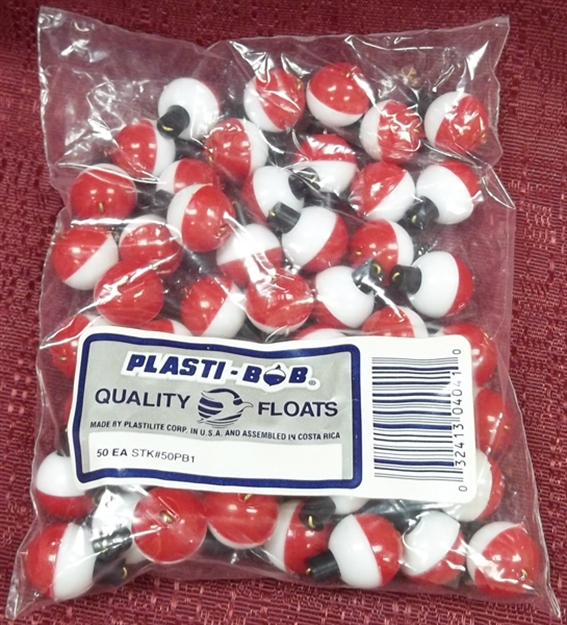 PLASTI-BOB®
QUALITY FLOATS
MADE BY PLASTILITE CORP. IN U.S.A. AND ASSEMBLED IN COSTA RICA
50 EA STK#50PB1
0 32413 04041 0